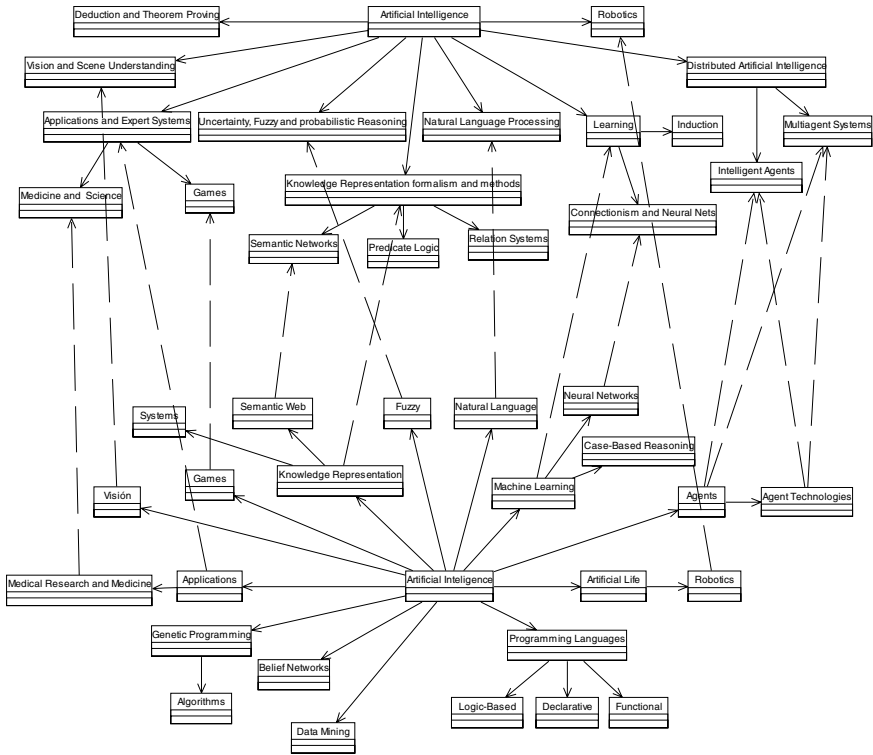 Deduction and Theorem Proving
Artificial Intelligence
Robotics
Vision and Scene Understanding
Distributed Artificial Intelligence
Applications and Expert Systems
Uncertainty, Fuzzy and probabilistic Reasoning
Natural Language Processing
Learning
Induction
Multiagent Systems
Intelligent Agents
Knowledge Representation formalism and methods
Medicine and Science
Games
Connectionism and Neural Nets
Semantic Networks
Predicate Logic
Relation Systems
Neural Networks
Systems
Semantic Web
Fuzzy
Natural Language
Case-Based Reasoning
Games
Knowledge Representation
Machine Learning
Visión
Agents
Agent Technologies
Medical Research and Medicine
Applications
Artificial Inteligence
Artificial Life
Robotics
Genetic Programming
Programming Languages
Belief Networks
Algorithms
Logic-Based
Declarative
Functional
Data Mining